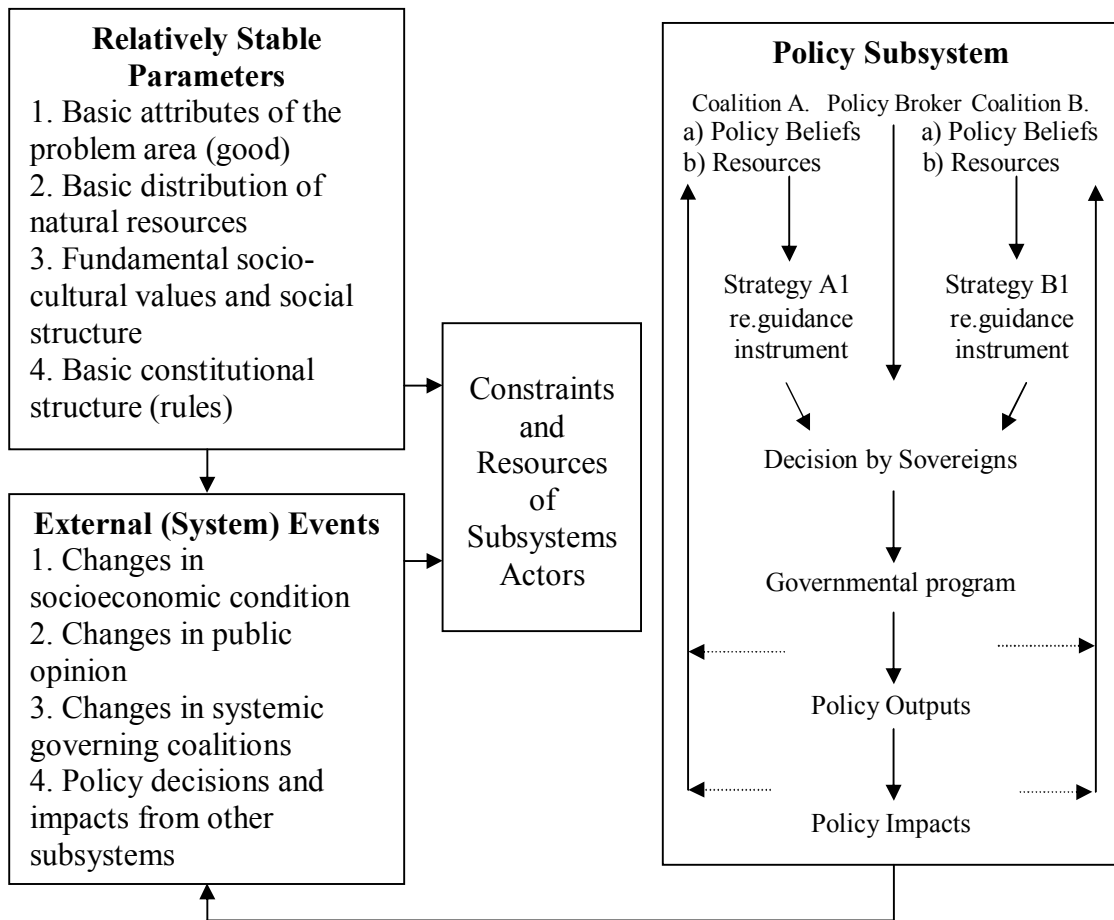 Relatively Stable
Parameters
1. Basic attributes of the
problem area (good)
2. Basic distribution of
natural resources
3. Fundamental socio-
cultural values and social
structure
4. Basic constitutional
structure (rules)
External (System) Events
1. Changes in
socioeconomic condition
2. Changes in public
opinion
3. Changes in systemic
governing coalitions
4. Policy decisions and
impacts from other
subsystems
Constraints
and
Resources
of
Subsystems
Actors
Policy Subsystem
Coalition A.
a) Policy Beliefs
b) Resources
Policy Broker
Coalition B.
a) Policy Beliefs
b) Resources
Strategy A1
re.guidance
instrument
Strategy B1
re.guidance
instrument
Decision by Sovereigns
Governmental program
Policy Outputs
Policy Impacts